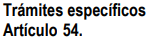 Trámites específicos
Artículo 54.